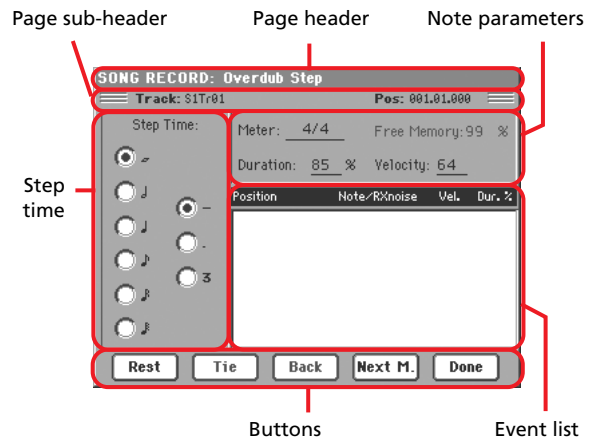 Page sub-header Page header Note parameters
SONG RECORD: Overdub Step
Track: S1Tr01 Pos: 001.01.000
Step Time:
Meter: 4/4 Free Memory:99 %
Duration: 85 % Velocity: 64
Step
time
Position Note/RXnoise Vel. Dur.%
-
.
3
Rest Tie Back Next M. Done
Buttons Event list